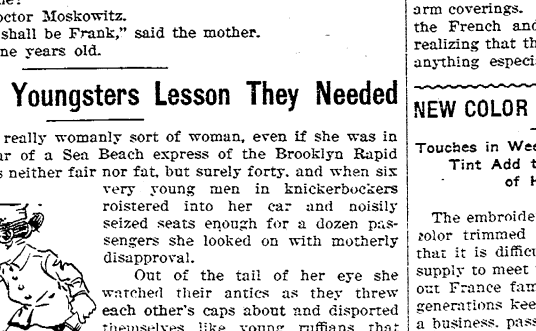 octor Moskowitz.
shall be Frank," said the mother.
ne years old.
Youngsters Lesson They Needed
really womanly sort of woman, even if she was in
ar of a Sea Beach express of the Brooklyn Rapid
s neither fair nor fat, but surely forty. and when six
very young men in knickerbockers
roistered into her car and noisily
seized seats enough for a dozen pas-
sengers she looked on with motherly
disapproval.
Out of the tail of her eye she
watched their antics as they threw
each other's caps about and disported
themselves like young ruffians that
arm coverings.
the French and
realizing that th
anything especi
NEW COLOR
Touches in Wee
Tint Add t
of H
The embroide
color trimmed
that it is difficu
supply to meet
out France fam
generations kee
a business. pass